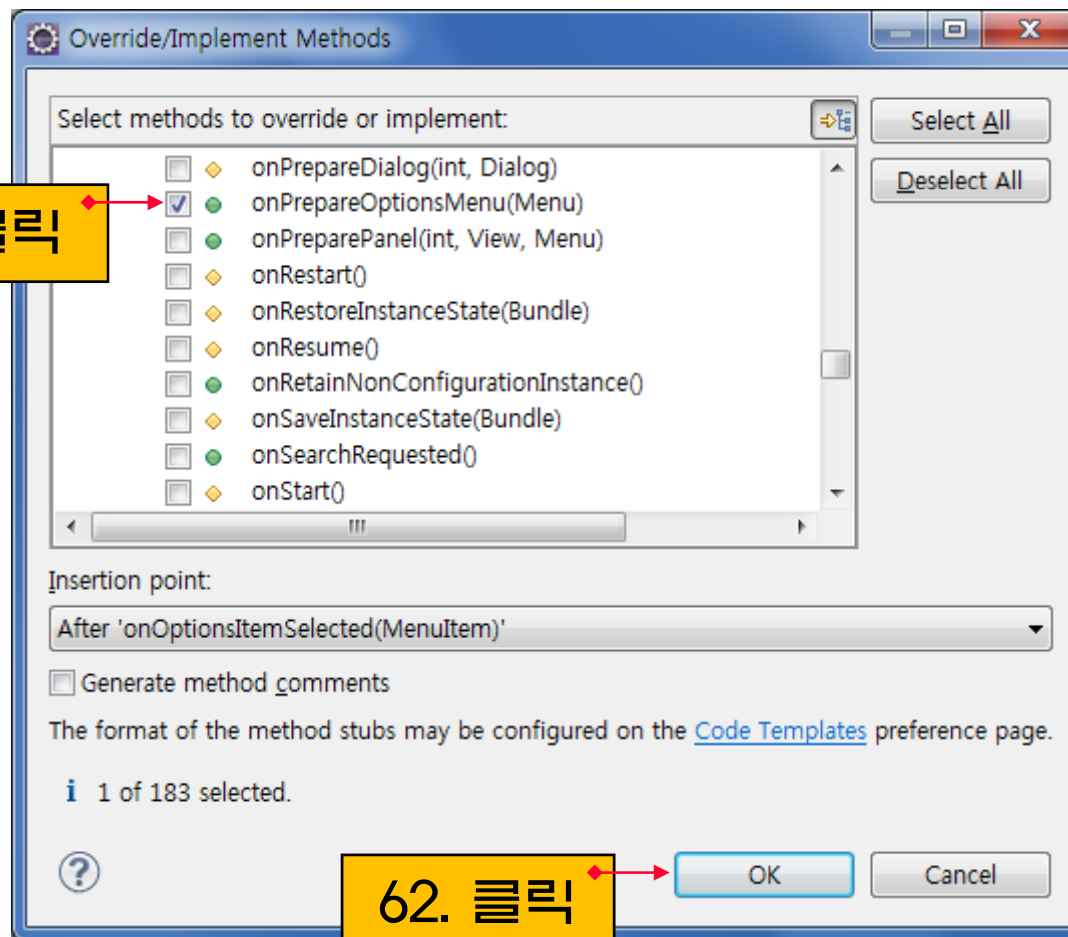 Override/Implement Methods
Select methods to override or implement:
Select All
Deselect All
onPrepareDialog(int, Dialog)
onPrepareOptionsMenu(Menu)
onPreparePanel(int, View, Menu)
onRestart()
onRestoreInstanceState(Bundle)
onResume()
onRetainNonConfigurationInstance()
onSaveInstanceState(Bundle)
onSearchRequested()
onStart()
Insertion point:
After 'onOptionsItemSelected(MenuItem)'
Generate method comments
The format of the method stubs may be configured on the Code Templates preference page.
1 of 183 selected.
62. 클릭
OK
Cancel